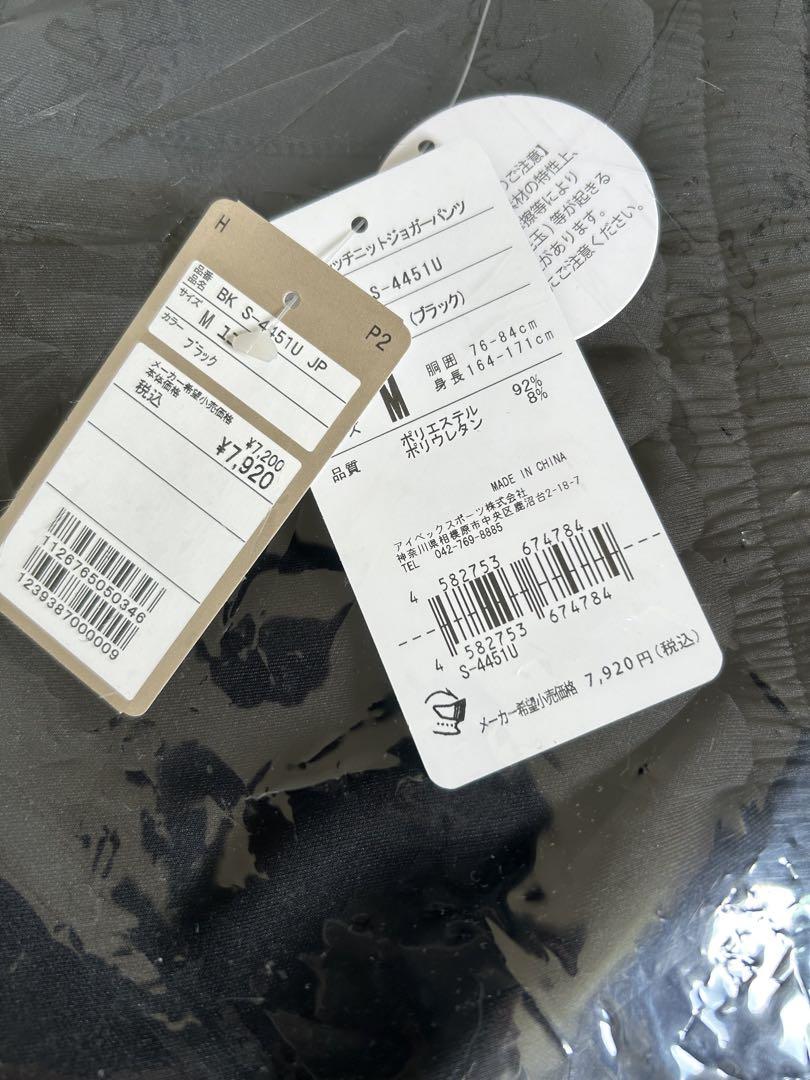 H
P2
品番
品名
BK S-4451U JP
サイズ
M
カラー
ブラック
メーカー希望小売価格
本体価格
¥7,200
税込
¥7,920
1126765050346
1239387000009
ッチニットジョガーパンツ
S-4451U
(ブラック)
ズ
M
胴囲 76-84cm
身長 164-171cm
品質
ポリエステル 92%
ポリウレタン 8%
MADE IN CHINA
アイベックスポーツ株式会社
神奈川県相模原市中央区鹿沼台2-18-7
TEL 042-769-8885
4 582753 674784
4 582753 674784
S-4451U
メーカー希望小売価格 7,920円(税込)
のご注意】
材の特性上、
擦等により
玉)等が起きる
があります。
にご注意ください。